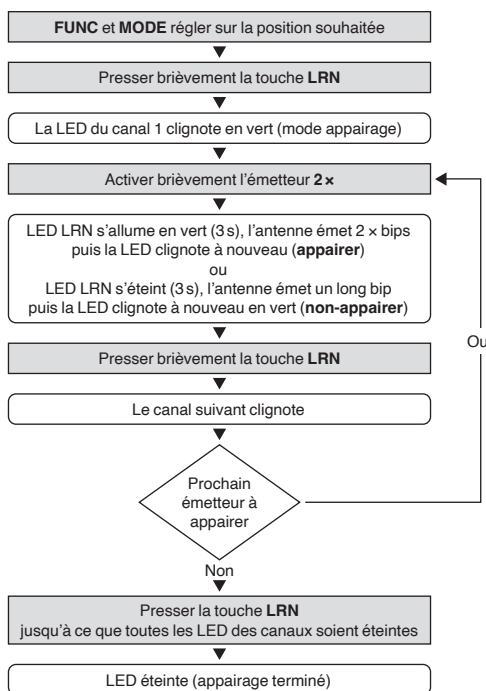 FUNC et MODE régler sur la position souhaitée
Presser brièvement la touche LRN
La LED du canal 1 clignote en vert (mode appairage)
Activer brièvement l'émetteur 2 ×
LED LRN s'allume en vert (3 s), l'antenne émet 2 × bips
puis la LED clignote à nouveau (appairer)
ou
LED LRN s'éteint (3 s), l'antenne émet un long bip
puis la LED clignote à nouveau en vert (non-appairer)
Presser brièvement la touche LRN
Ou
Le canal suivant clignote
Prochain
émetteur à
appairer
Non
Presser la touche LRN
jusqu'à ce que toutes les LED des canaux soient éteintes
LED éteinte (appairage terminé)